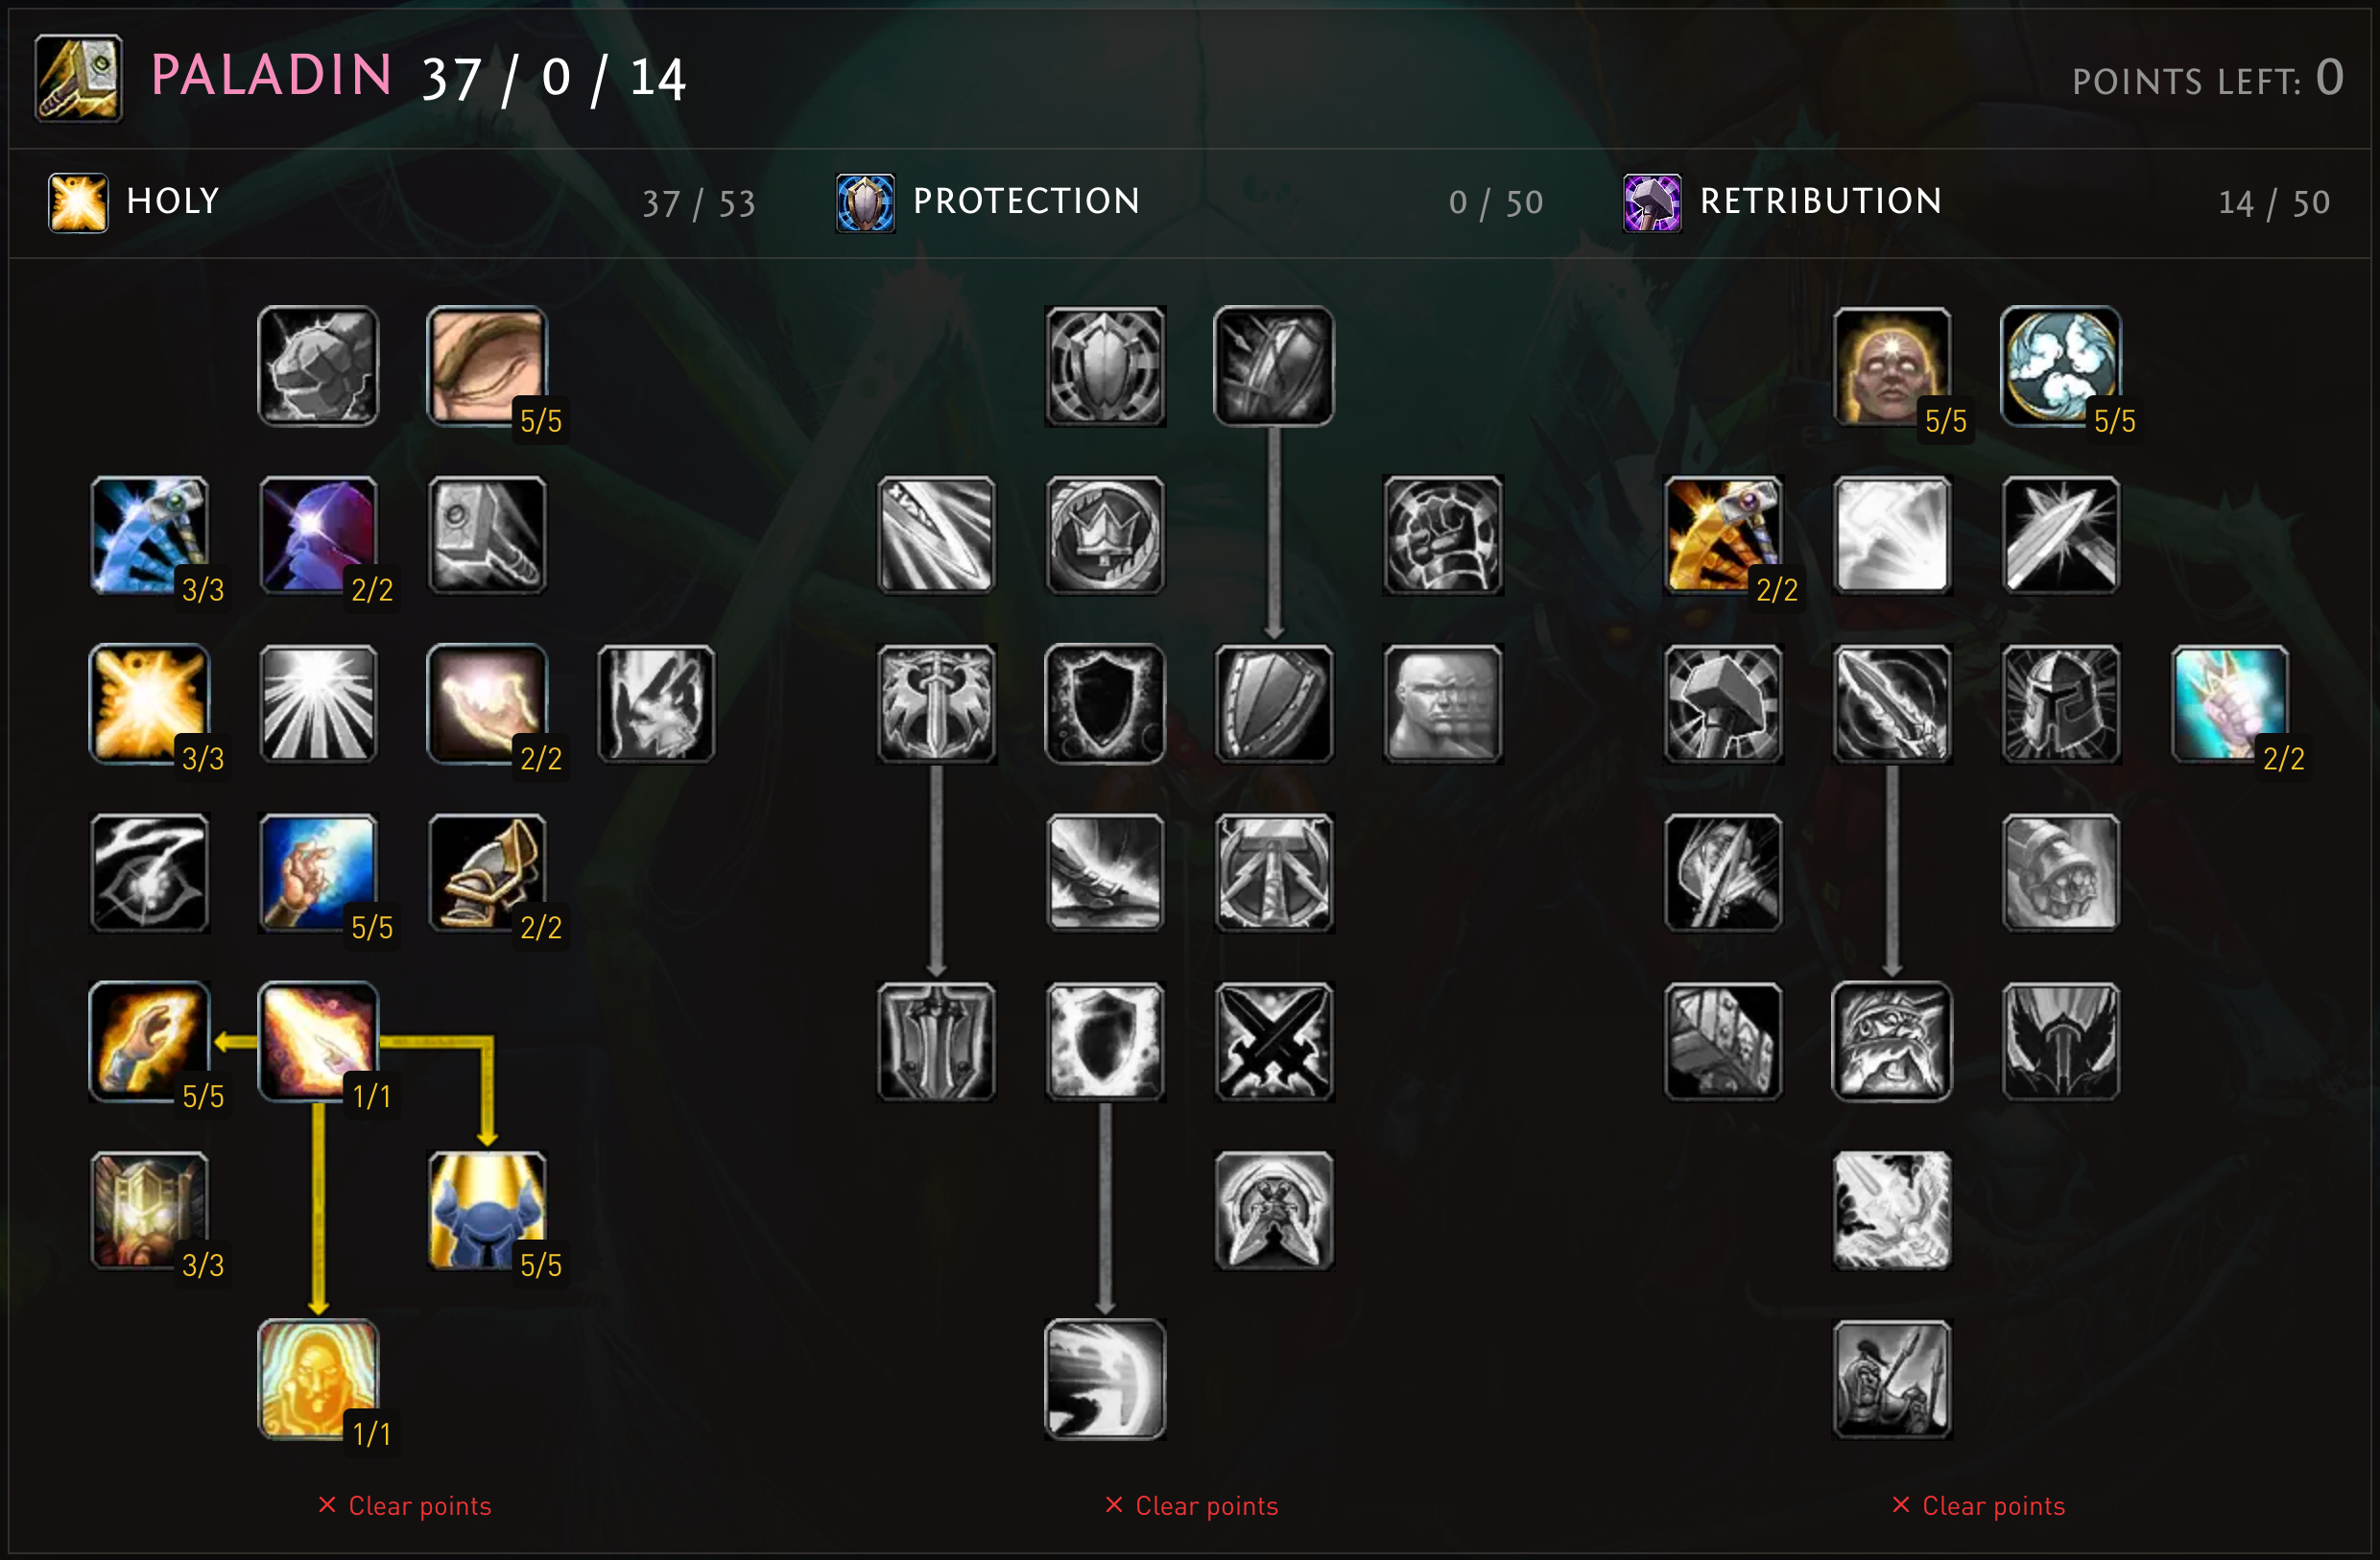 PALADIN 37 / 0 / 14 POINTS LEFT: 0
HOLY 37 / 53 PROTECTION 0 / 50 RETRIBUTION 14 / 50
5/5 5/5 5/5
3/3 2/2 2/2
3/3 2/2 2/2
5/5 2/2
5/5 1/1
3/3 5/5
1/1
× Clear points × Clear points × Clear points